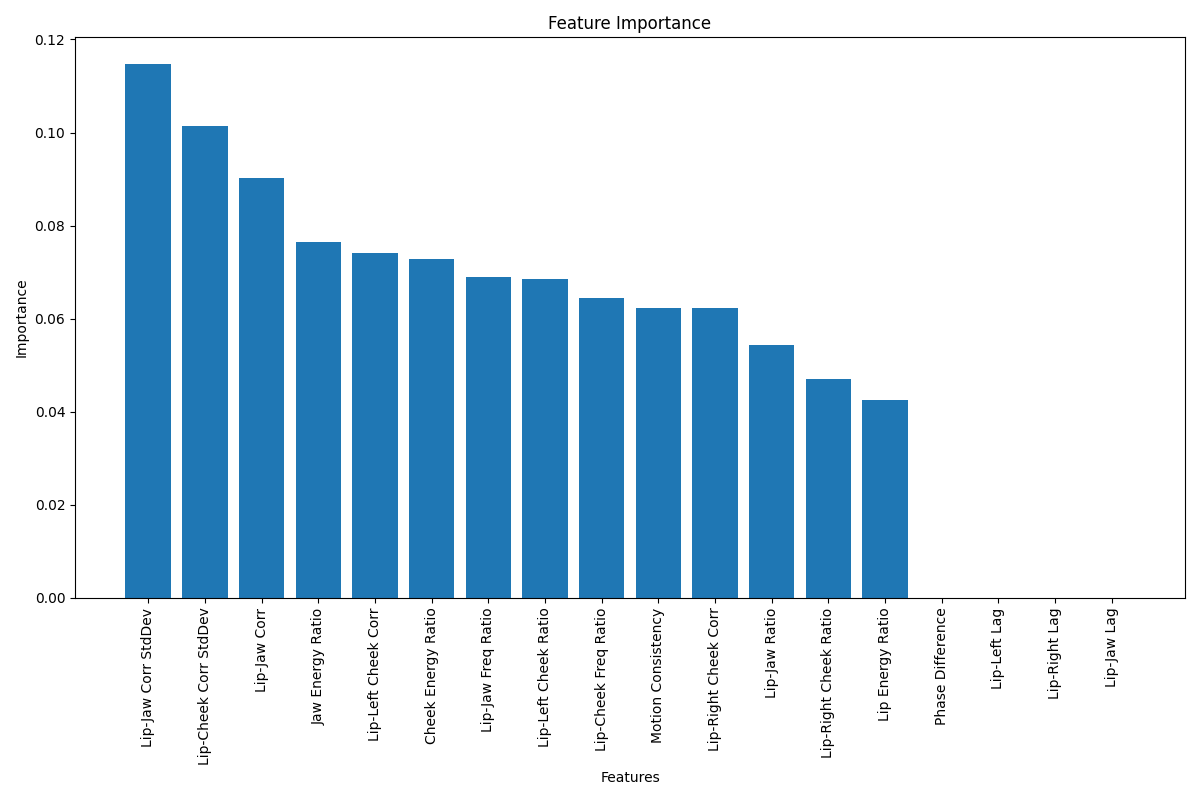 Feature Importance
Importance
0.12
0.10
0.08
0.06
0.04
0.02
0.00
Lip-Jaw Corr StdDev
Lip-Cheek Corr StdDev
Lip-Jaw Corr
Jaw Energy Ratio
Lip-Left Cheek Corr
Cheek Energy Ratio
Lip-Jaw Freq Ratio
Lip-Left Cheek Ratio
Lip-Cheek Freq Ratio
Motion Consistency
Lip-Right Cheek Corr
Lip-Jaw Ratio
Lip-Right Cheek Ratio
Lip Energy Ratio
Phase Difference
Lip-Left Lag
Lip-Right Lag
Lip-Jaw Lag
Features